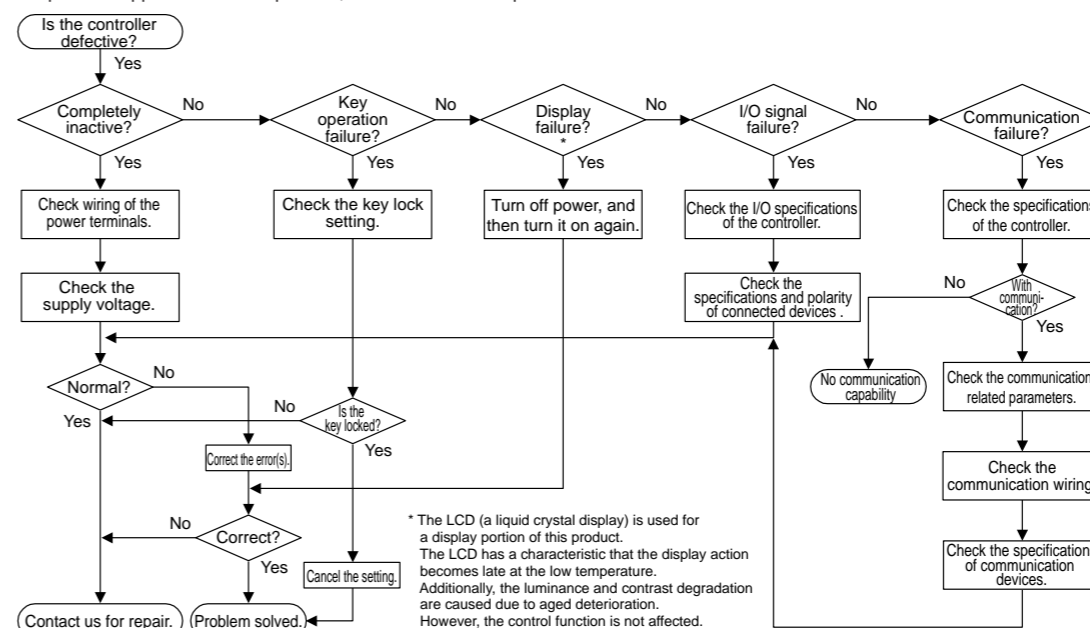 Is the controller
defective?
Yes
Completely
inactive?
No
Key
operation
failure?
No
Display
failure?
*
No
I/O signal
failure?
No
Communication
failure?
Yes
Yes
Yes
Yes
Yes
Check wiring of the
power terminals.
Check the key lock
setting.
Turn off power, and
then turn it on again.
Check the I/O specifications
of the controller.
Check the specifications
of the controller.
Check the
supply voltage.
Check the
specifications and polarity
of connected devices .
No
With
communi-
cation?
Yes
Normal?
No
Yes
No communication
capability
Check the communication
related parameters.
No
Is the
key locked?
Yes
Correct the error(s).
Check the
communication wiring
No
Correct?
Yes
Cancel the setting.
Check the specification
of communication
devices.
* The LCD (a liquid crystal display) is used for
a display portion of this product.
The LCD has a characteristic that the display action
becomes late at the low temperature.
Additionally, the luminance and contrast degradation
are caused due to aged deterioration.
However, the control function is not affected.
Contact us for repair.
Problem solved.